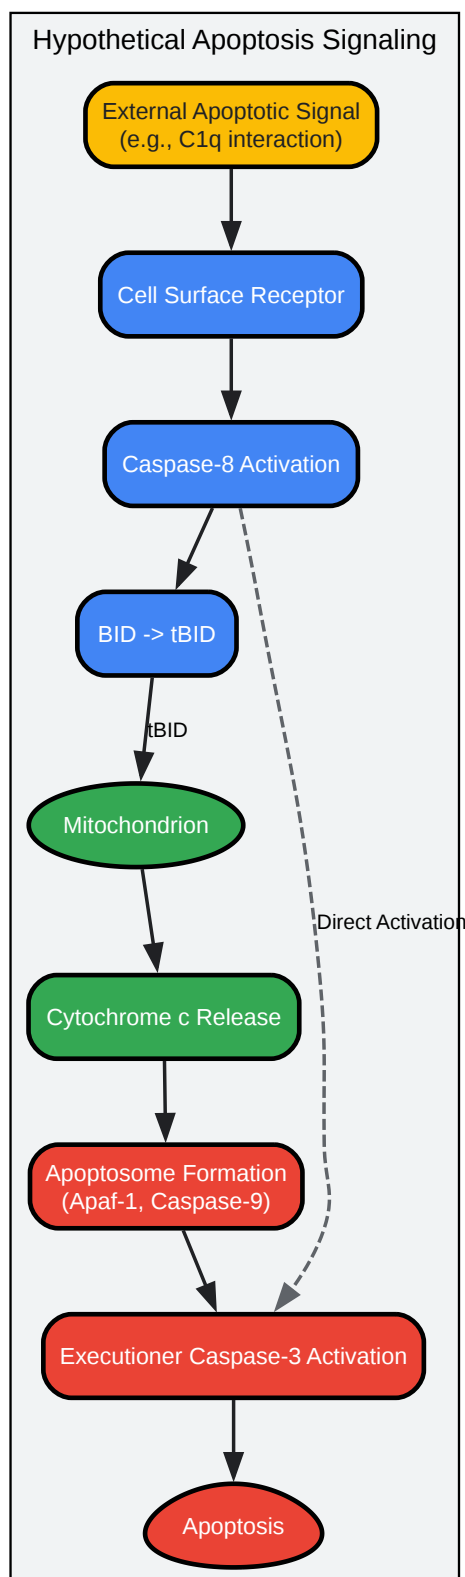 Hypothetical Apoptosis Signaling
External Apoptotic Signal
(e.g., C1q interaction)
Cell Surface Receptor
Caspase-8 Activation
BID -> tBID
tBID
Mitochondrion
Direct Activation
Cytochrome c Release
Apoptosome Formation
(Apaf-1, Caspase-9)
Executioner Caspase-3 Activation
Apoptosis